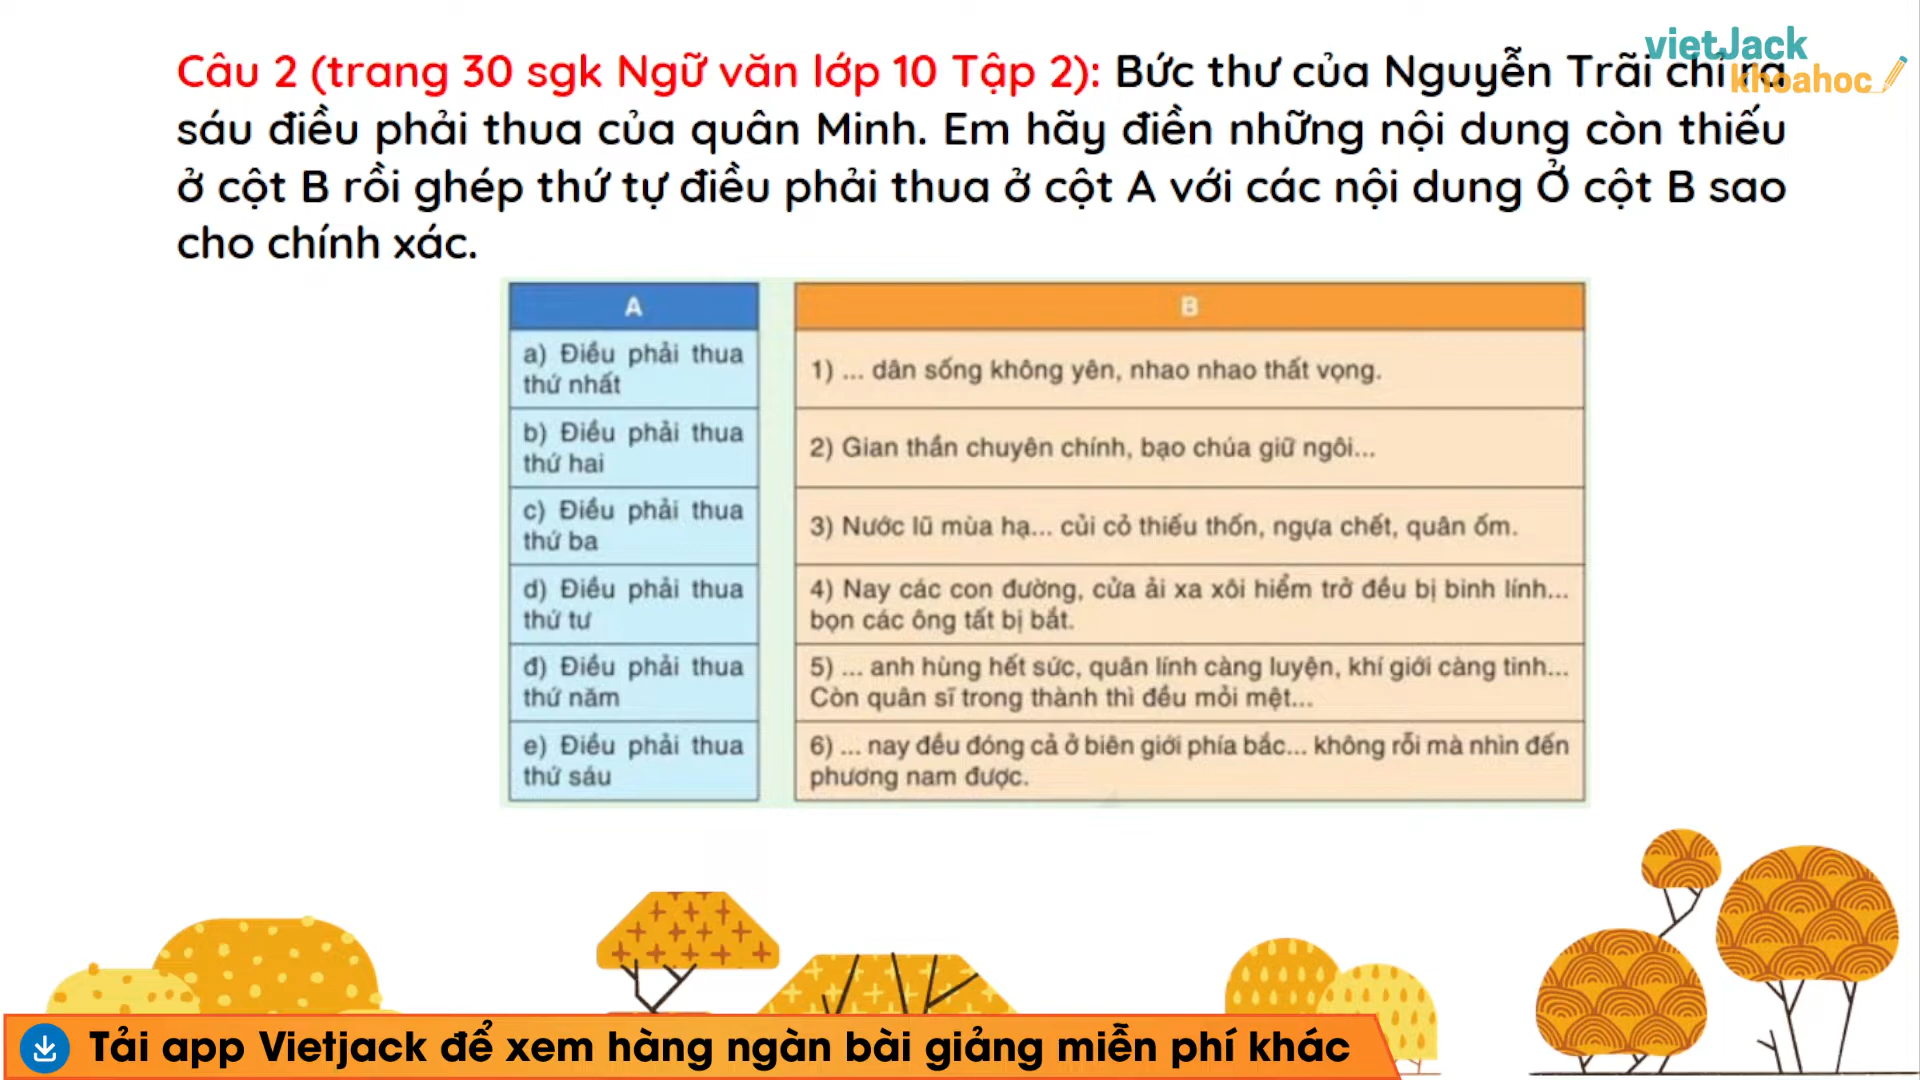 vietJack
khoahoc
Câu 2 (trang 30 sgk Ngữ văn lớp 10 Tập 2): Bức thư của Nguyễn Trãi chỉ ra
sáu điều phải thua của quân Minh. Em hãy điền những nội dung còn thiếu
ở cột B rồi ghép thứ tự điều phải thua ở cột A với các nội dung Ở cột B sao
cho chính xác.
A
B
a) Điều phải thua
thứ nhất
1) ... dân sống không yên, nhao nhao thất vọng.
b) Điều phải thua
thứ hai
2) Gian thần chuyên chính, bạo chúa giữ ngôi...
c) Điều phải thua
thứ ba
3) Nước lũ mùa hạ... củi cỏ thiếu thốn, ngựa chết, quân ốm.
d) Điều phải thua
thứ tư
4) Nay các con đường, cửa ải xa xôi hiểm trở đều bị binh lính...
bọn các ông tất bị bắt.
đ) Điều phải thua
thứ năm
5) ... anh hùng hết sức, quân lính càng luyện, khí giới càng tinh...
Còn quân sĩ trong thành thì đều mỏi mệt...
e) Điều phải thua
thứ sáu
6) ... nay đều đóng cả ở biên giới phía bắc... không rỗi mà nhìn đến
phương nam được.
Tải app Vietjack để xem hàng ngàn bài giảng miễn phí khác